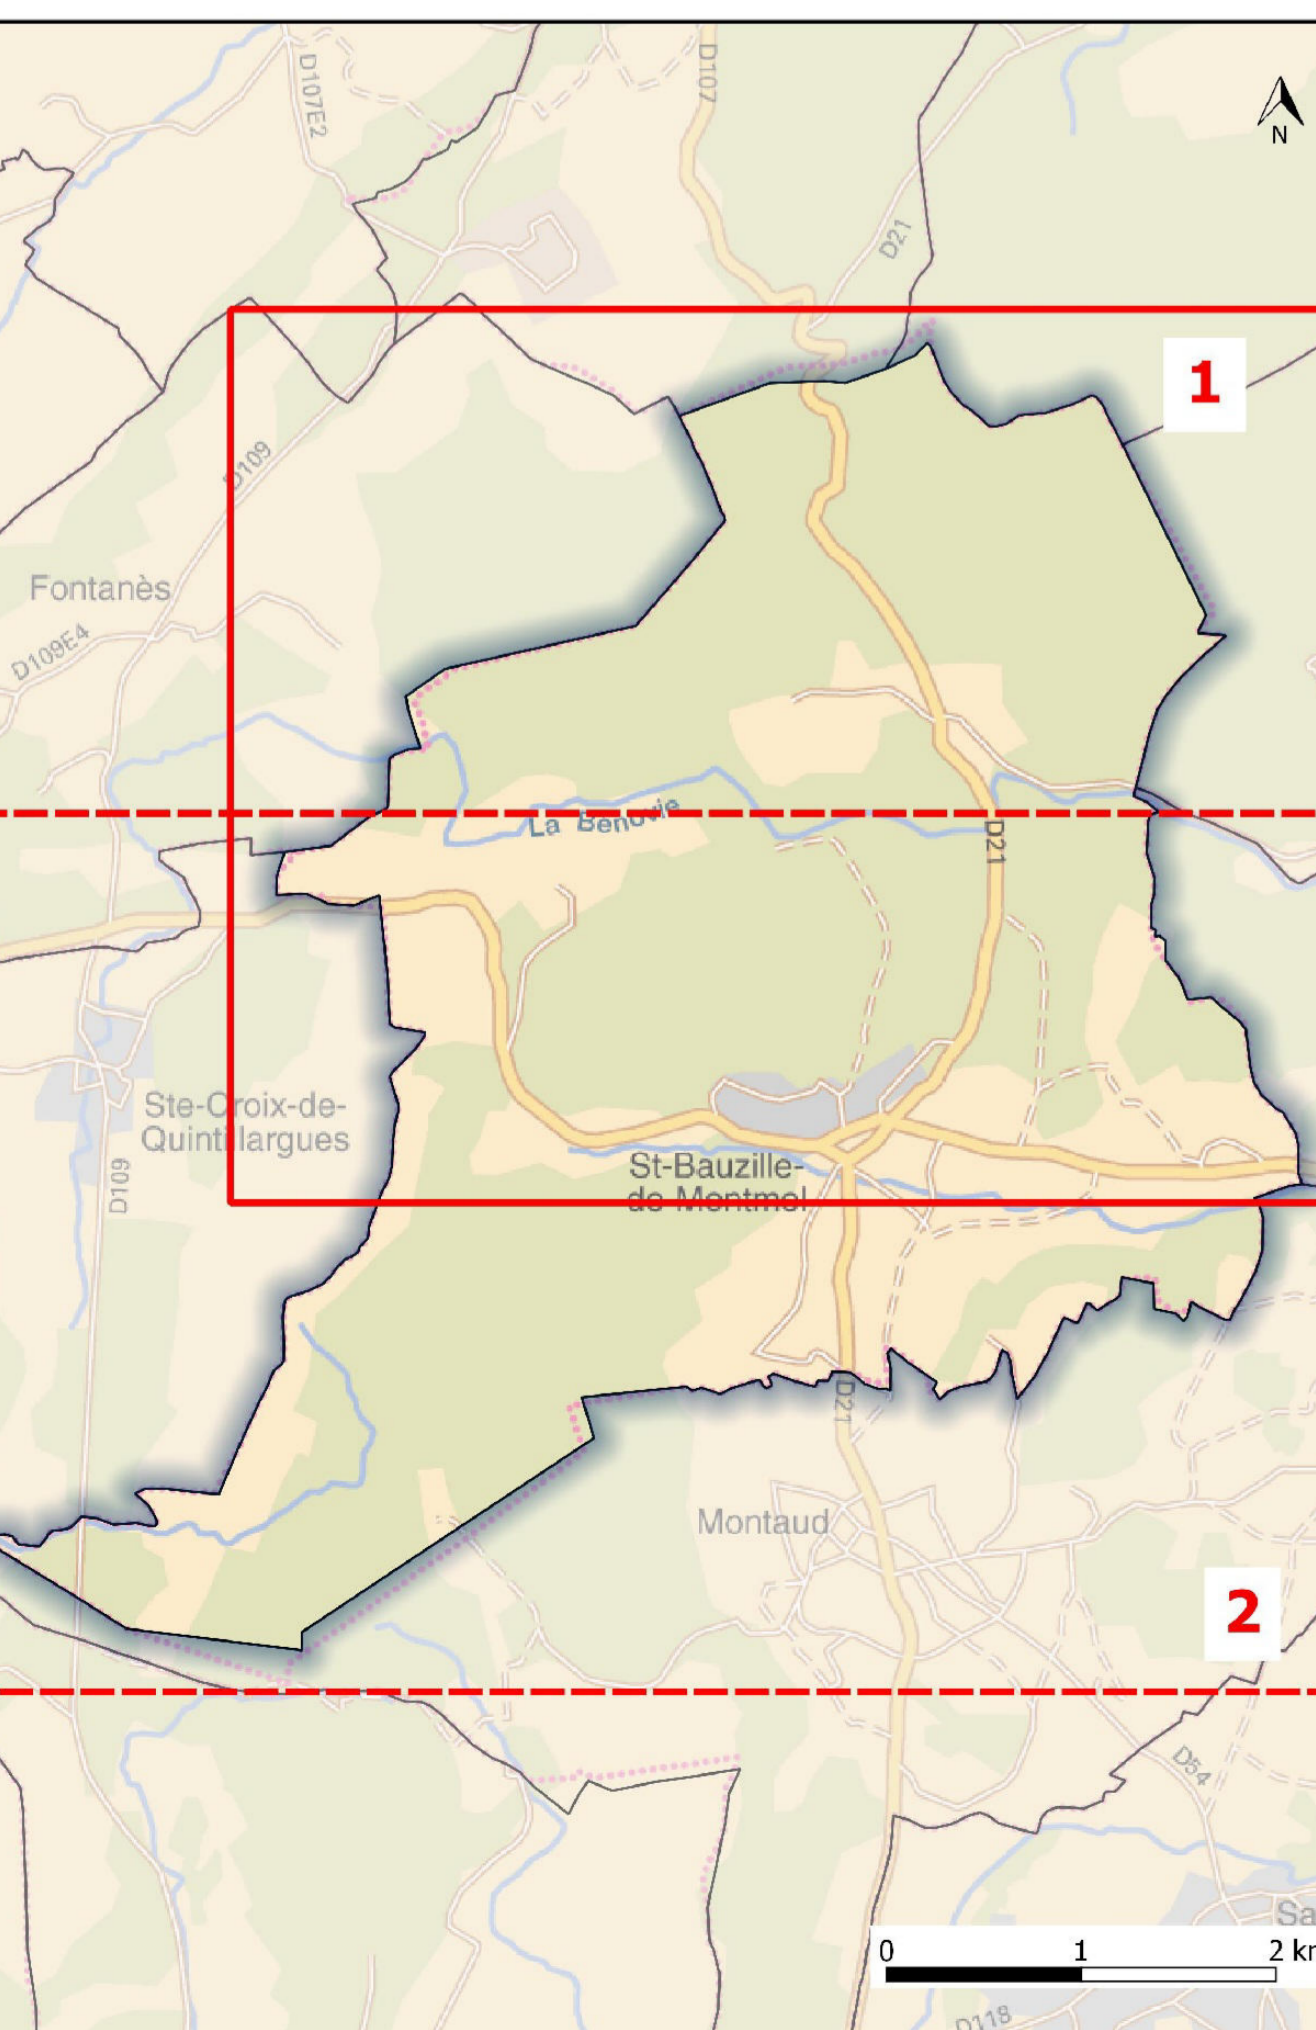 D107E2
D107
N
D21
1
D109
Fontanès
D109E4
La Benovie
D21
Ste-Croix-de-
Quintillargues
D109
St-Bauzille-
de-Montmel
D21
Montaud
2
D54
Sa
0 1 2 km
D118